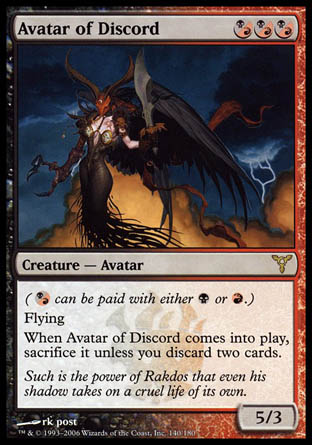 Avatar of Discord
Creature — Avatar
( can be paid with either or .)
Flying
When Avatar of Discord comes into play,
sacrifice it unless you discard two cards.
Such is the power of Rakdos that even his
shadow takes on a cruel life of its own.
rk post
5/3
™ & © 1993–2006 Wizards of the Coast, Inc. 140/180